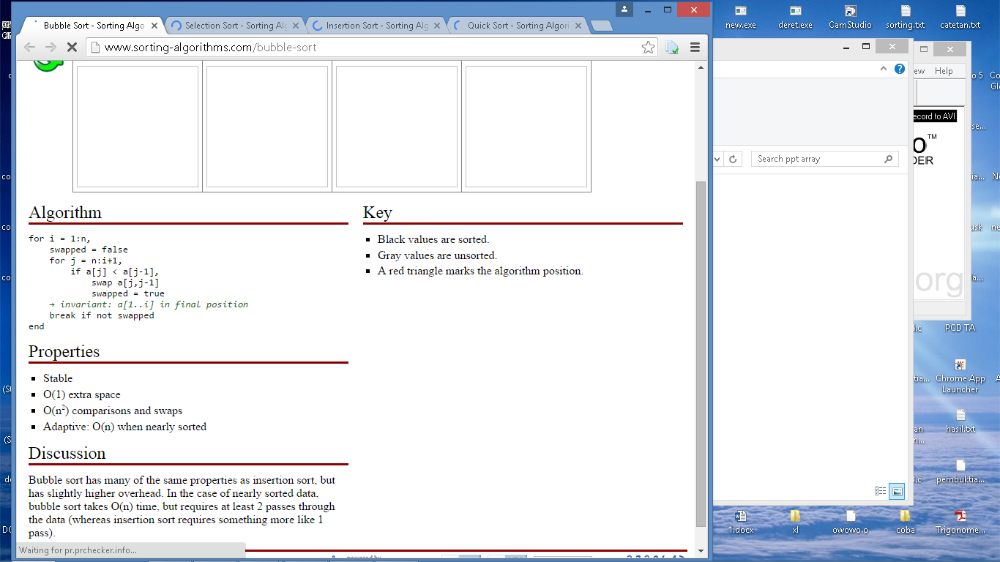 Bubble Sort - Sorting Algo
Selection Sort - Sorting Alg
Insertion Sort - Sorting Alg
Quick Sort - Sorting Algori
www.sorting-algorithms.com/bubble-sort
Algorithm
for i = 1:n,
swapped = false
for j = n:i+1,
if a[j] < a[j-1],
swap a[j,j-1]
swapped = true
→ invariant: a[1..i] in final position
break if not swapped
end
Properties
Stable
O(1) extra space
O(n²) comparisons and swaps
Adaptive: O(n) when nearly sorted
Discussion
Bubble sort has many of the same properties as insertion sort, but
has slightly higher overhead. In the case of nearly sorted data,
bubble sort takes O(n) time, but requires at least 2 passes through
the data (whereas insertion sort requires something more like 1
pass).
Key
Black values are sorted.
Gray values are unsorted.
A red triangle marks the algorithm position.
Waiting for pr.prchecker.info...
powered by
new.exe
deret.exe
CamStudio
sorting.txt
catetan.txt
Search ppt array
ew Help
ecord to AVI
o™
DER
org
PCD TA
Chrome App
Launcher
hasil.txt
pembuktia...
1.docx
xl
owowo.o
coba
Trigonome...